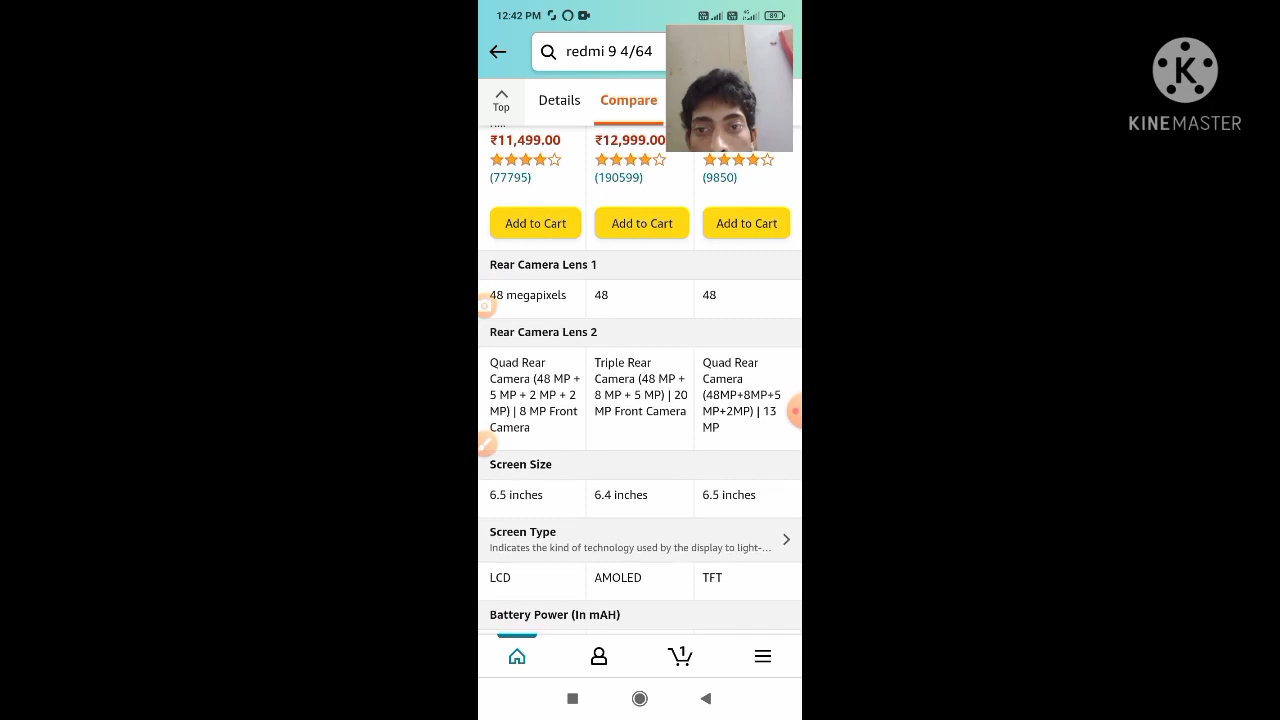 12:42 PM 4G 89
redmi 9 4/64
KINEMASTER
Top Details Compare
₹11,499.00 ₹12,999.00
(77795) (190599) (9850)
Add to Cart Add to Cart Add to Cart
Rear Camera Lens 1
48 megapixels 48 48
Rear Camera Lens 2
Quad Rear Triple Rear Quad Rear
Camera (48 MP + Camera (48 MP + Camera
5 MP + 2 MP + 2 8 MP + 5 MP) | 20 (48MP+8MP+5
MP) | 8 MP Front MP Front Camera MP+2MP) | 13
Camera MP
Screen Size
6.5 inches 6.4 inches 6.5 inches
Screen Type
Indicates the kind of technology used by the display to light-...
LCD AMOLED TFT
Battery Power (In mAH)
1